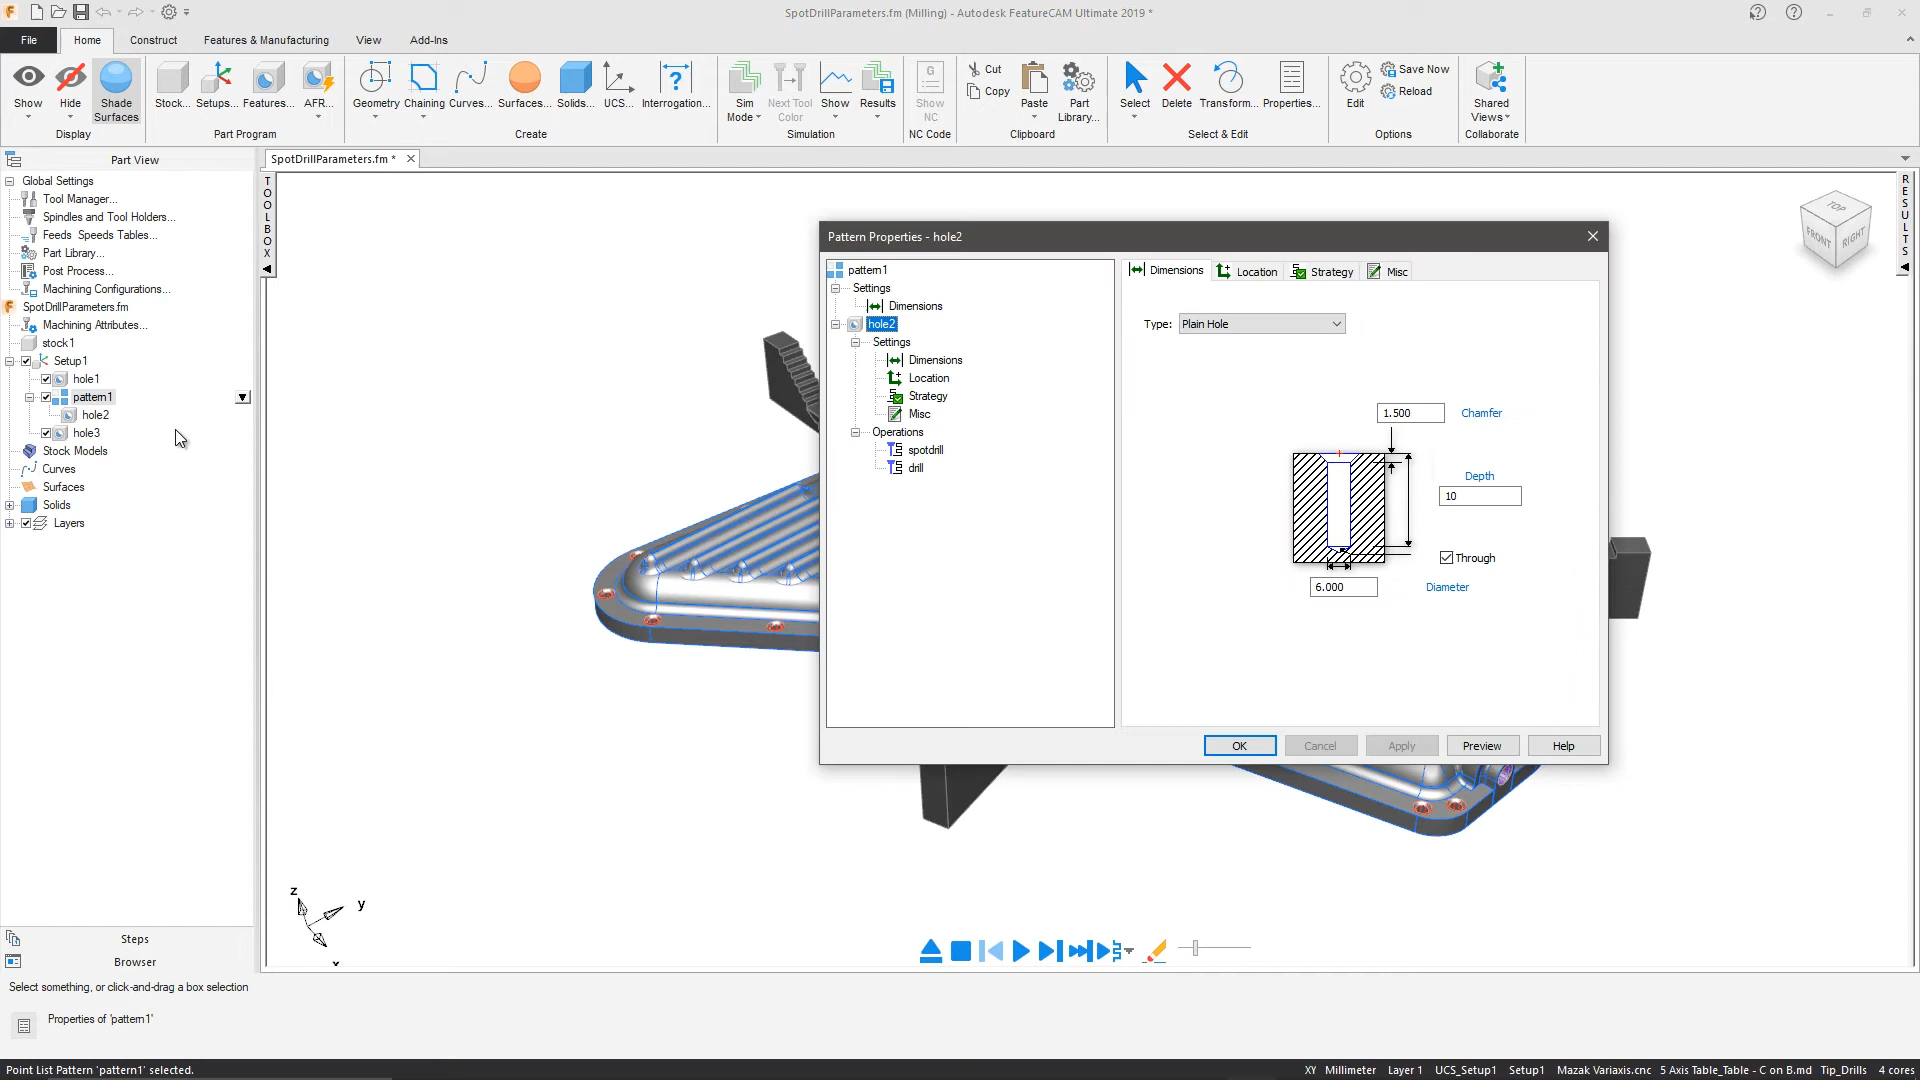 SpotDrillParameters.fm (Milling) - Autodesk FeatureCAM Ultimate 2019 *
File Home Construct Features & Manufacturing View Add-Ins
Show Hide Shade Surfaces
Stock... Setups... Features... AFR...
Geometry Chaining Curves... Surfaces... Solids... UCS... Interrogation...
Sim Mode Next Tool Color Show Results
G
Show NC
Cut
Copy
Paste Part Library...
Select Delete Transform... Properties...
Edit Save Now
Reload
Shared Views
Display Part Program Create Simulation NC Code Clipboard Select & Edit Options Collaborate
Part View
SpotDrillParameters.fm *
Global Settings
Tool Manager...
Spindles and Tool Holders...
Feeds Speeds Tables...
Part Library...
Post Process...
Machining Configurations...
SpotDrillParameters.fm
Machining Attributes...
stock1
Setup1
hole1
pattern1
hole2
hole3
Stock Models
Curves
Surfaces
Solids
Layers
TOOLBOX
RESULTS
TOP
FRONT
RIGHT
Pattern Properties - hole2
pattern1
Settings
Dimensions
hole2
Settings
Dimensions
Location
Strategy
Misc
Operations
spotdrill
drill
Dimensions Location Strategy Misc
Type: Plain Hole
1.500 Chamfer
Depth
10
Through
6.000 Diameter
OK Cancel Apply Preview Help
z
y
x
Steps
Browser
Select something, or click-and-drag a box selection
Properties of 'pattern1'
Point List Pattern 'pattern1' selected.
XY Millimeter Layer 1 UCS_Setup1 Setup1 Mazak Variaxis.cnc 5 Axis Table_Table - C on B.md Tip_Drills 4 cores